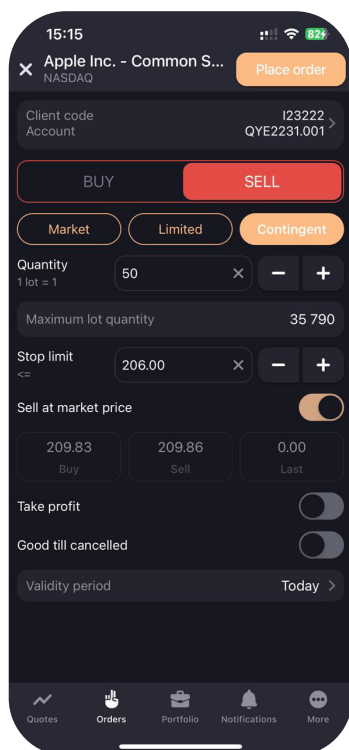 15:15
82
Apple Inc. - Common S...
NASDAQ
Place order
Client code
I23222
Account
QYE2231.001
BUY
SELL
Market
Limited
Contingent
Quantity
1 lot = 1
50
Maximum lot quantity
35 790
Stop limit
<=
206.00
Sell at market price
209.83
209.86
0.00
Buy
Sell
Last
Take profit
Good till cancelled
Validity period
Today
Quotes
Orders
Portfolio
Notifications
More